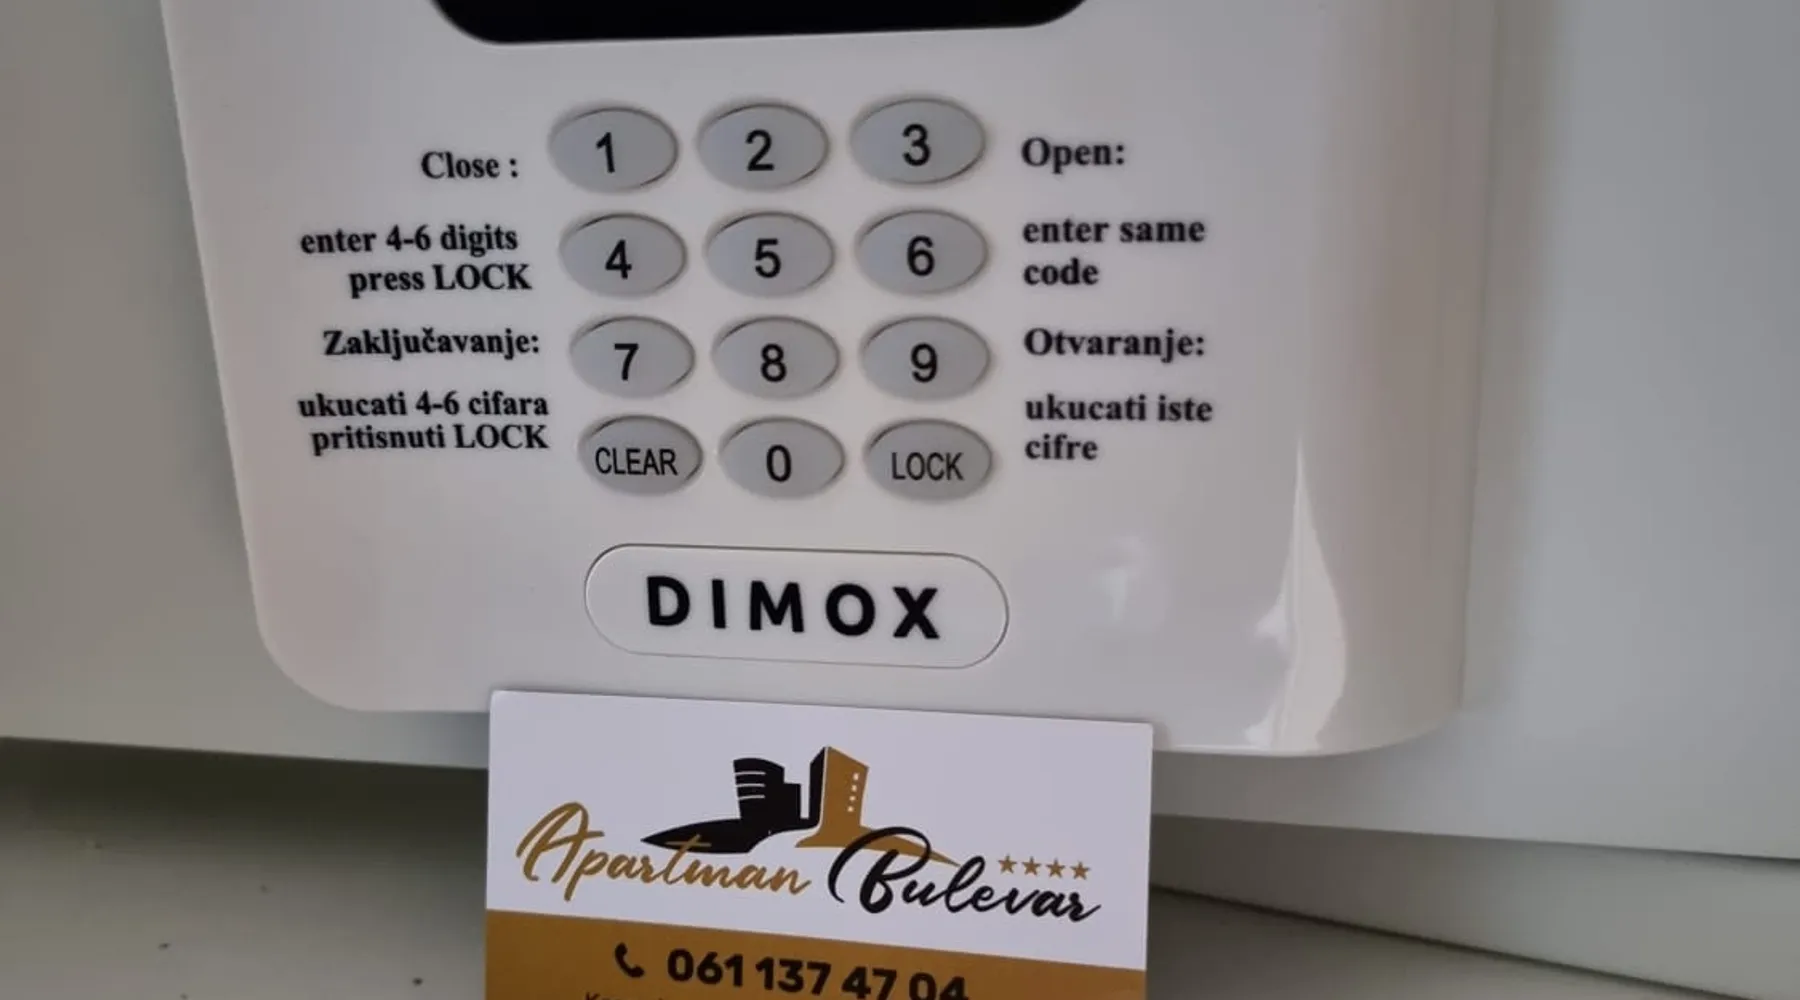 Close :
enter 4-6 digits
press LOCK
Zaključavanje:
ukucati 4-6 cifara
pritisnuti LOCK
1 2 3
4 5 6
7 8 9
CLEAR 0 LOCK
Open:
enter same
code
Otvaranje:
ukucati iste
cifre
DIMOX
Apartman Bulevar
061 137 47 04